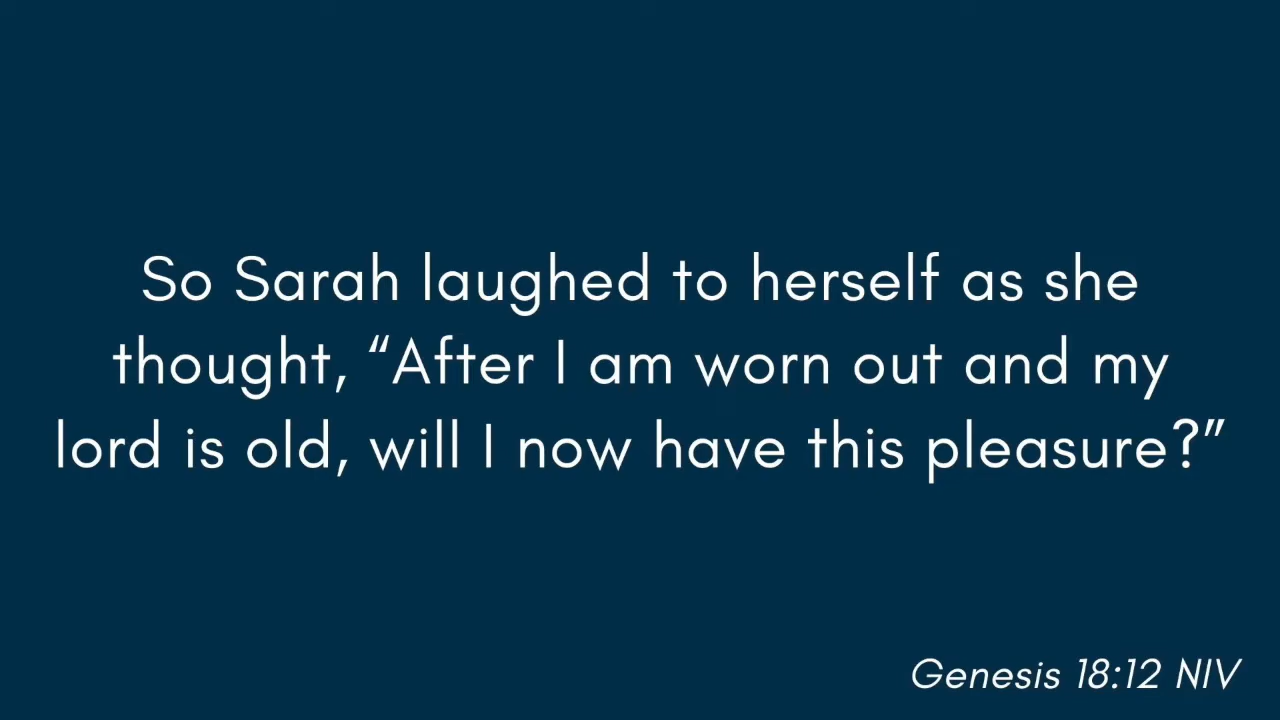 So Sarah laughed to herself as she
thought, “After I am worn out and my
lord is old, will I now have this pleasure?”
Genesis 18:12 NIV